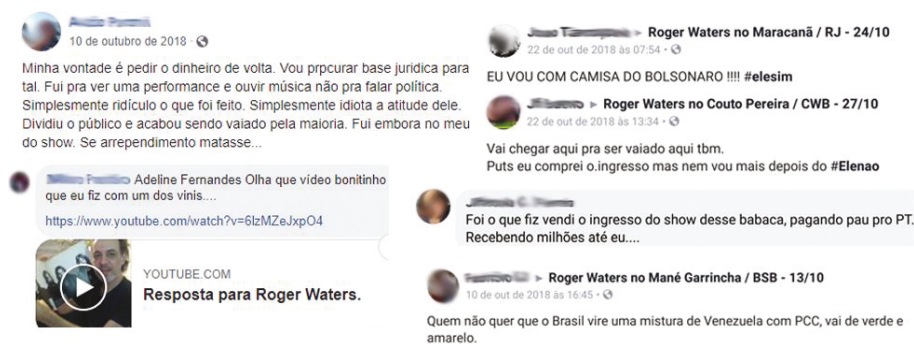 10 de outubro de 2018 ·
Minha vontade é pedir o dinheiro de volta. Vou prpcurar base juridica para
tal. Fui pra ver uma performance e ouvir música não pra falar política.
Simplesmente ridículo o que foi feito. Simplesmente idiota a atitude dele.
Dividiu o público e acabou sendo vaiado pela maioria. Fui embora no meu
do show. Se arrependimento matasse...
Adeline Fernandes Olha que vídeo bonitinho
que eu fiz com um dos vinis....
https://www.youtube.com/watch?v=6lzMZeJxpO4
YOUTUBE.COM
Resposta para Roger Waters.
Roger Waters no Maracanã / RJ - 24/10
22 de out de 2018 às 07:54 ·
EU VOU COM CAMISA DO BOLSONARO !!!! #elesim
Roger Waters no Couto Pereira / CWB - 27/10
22 de out de 2018 às 13:34 ·
Vai chegar aqui pra ser vaiado aqui tbm.
Puts eu comprei o.ingresso mas nem vou mais depois do #Elenao
Foi o que fiz vendi o ingresso do show desse babaca, pagando pau pro PT.
Recebendo milhões até eu....
Roger Waters no Mané Garrincha / BSB - 13/10
10 de out de 2018 às 16:45 ·
Quem não quer que o Brasil vire uma mistura de Venezuela com PCC, vai de verde e
amarelo.